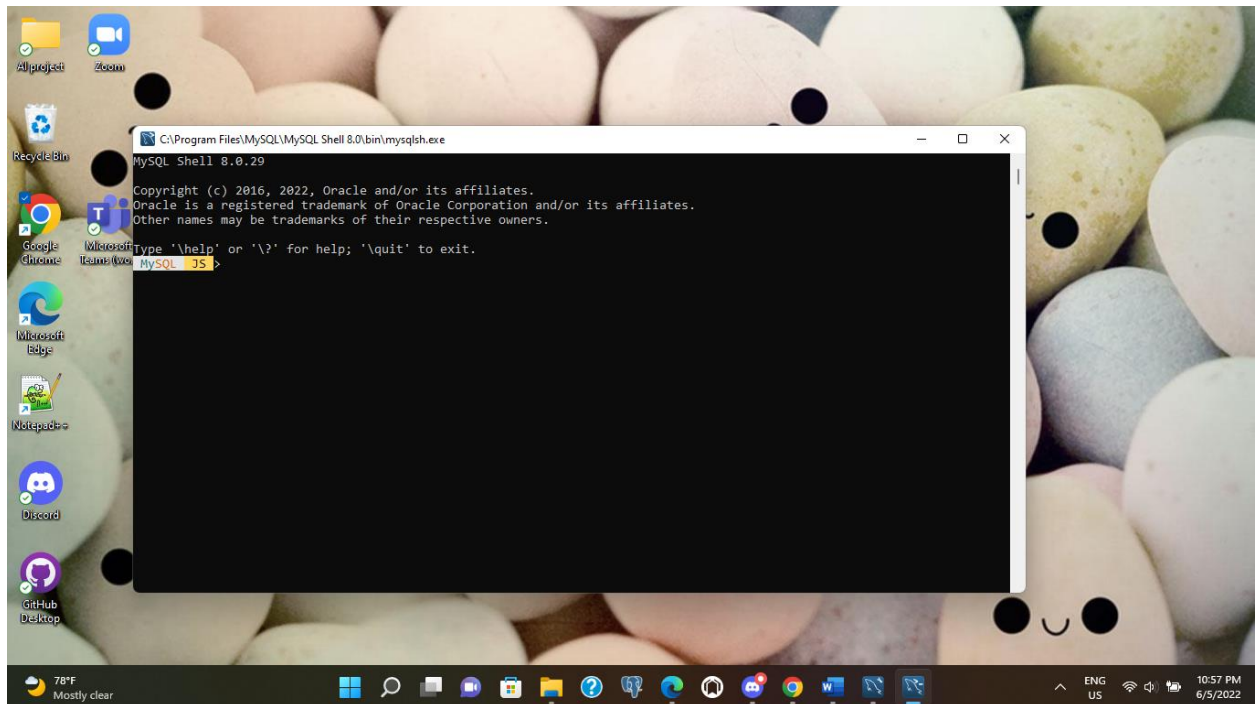 All project
Zoom
Recycle Bin
Google
Chrome
Microsoft
Edge
Notepad++
Discord
GitHub
Desktop
Microsoft
C:\Program Files\MySQL\MySQL Shell 8.0\bin\mysqlsh.exe
MySQL Shell 8.0.29
Copyright (c) 2016, 2022, Oracle and/or its affiliates.
Oracle is a registered trademark of Oracle Corporation and/or its affiliates.
Other names may be trademarks of their respective owners.
Type '\help' or '\?' for help; '\quit' to exit.
MySQL JS >
78°F
Mostly clear
ENG
US
10:57 PM
6/5/2022